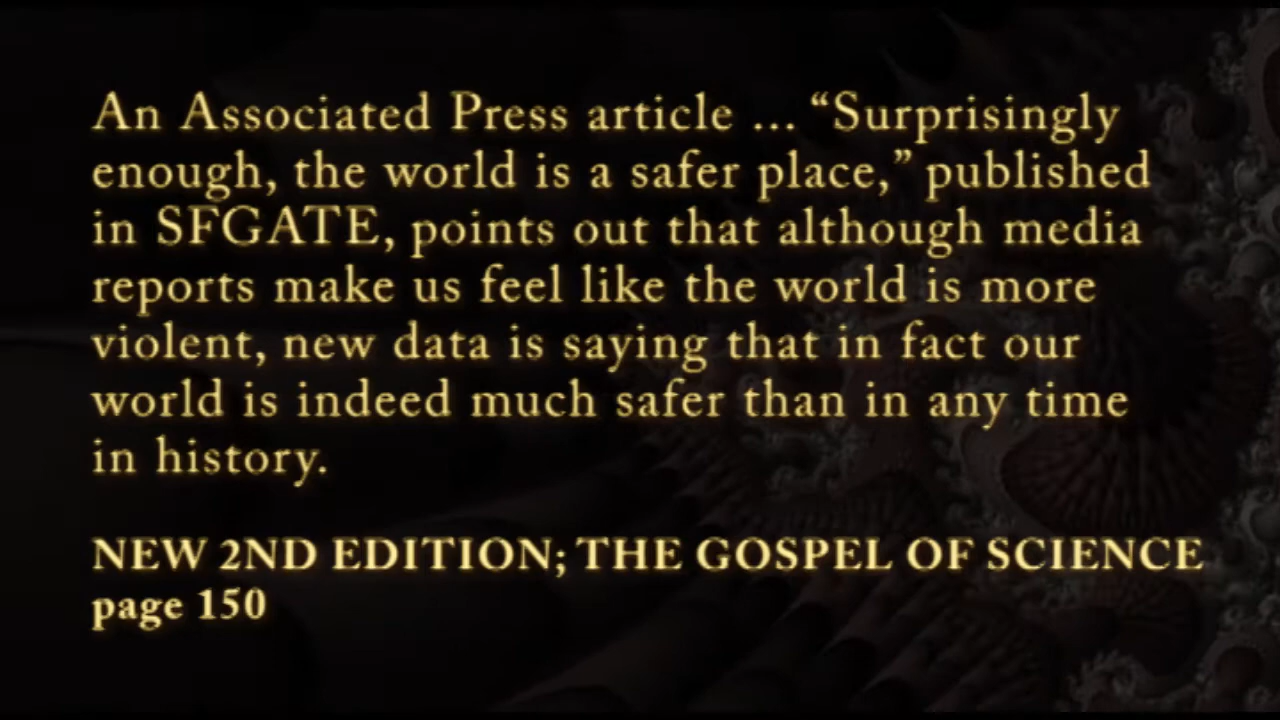 An Associated Press article ... “Surprisingly
enough, the world is a safer place,” published
in SFGATE, points out that although media
reports make us feel like the world is more
violent, new data is saying that in fact our
world is indeed much safer than in any time
in history.
NEW 2ND EDITION; THE GOSPEL OF SCIENCE
page 150